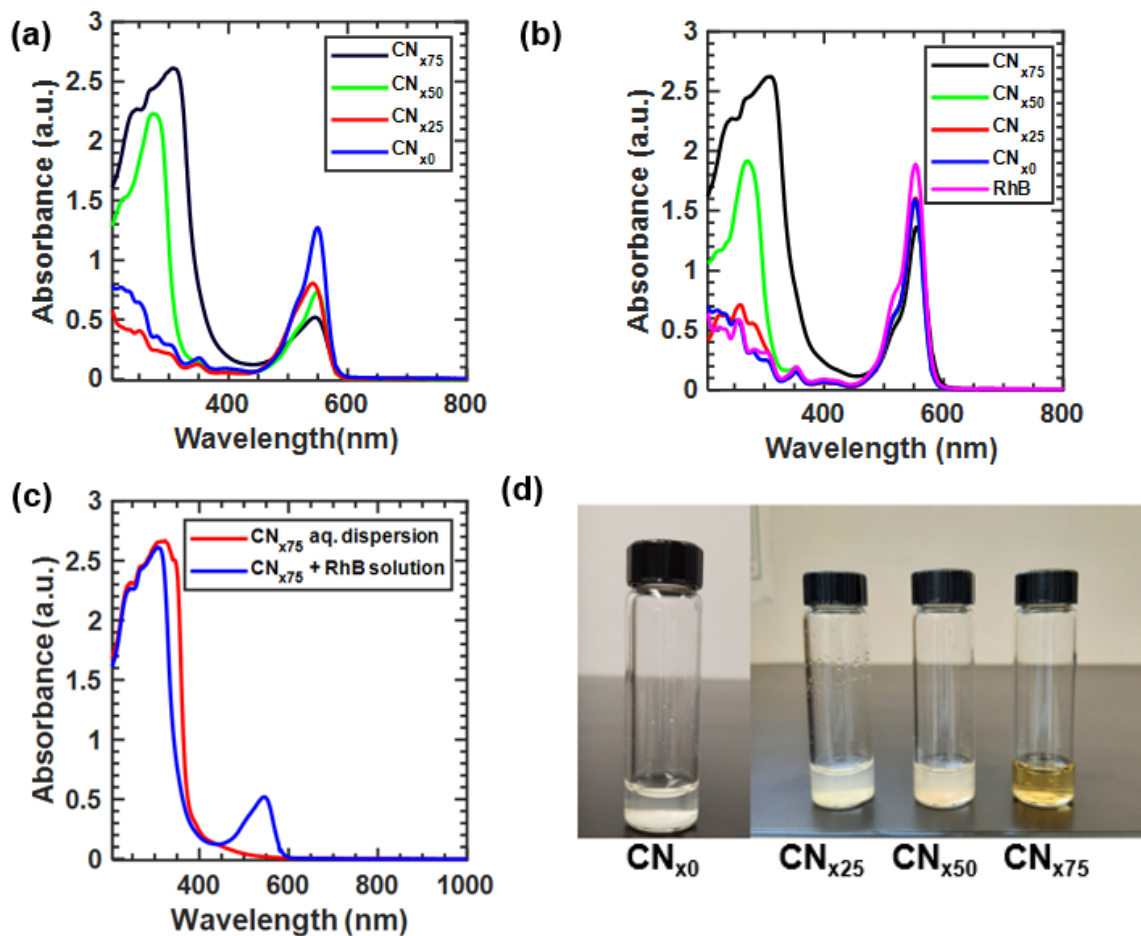 (a)
3
2.5
2
1.5
1
0.5
0
400
600
800
Absorbance (a.u.)
Wavelength(nm)
CNx75
CNx50
CNx25
CNx0
(b)
3
2.5
2
1.5
1
0.5
0
400
600
800
Absorbance (a.u.)
Wavelength (nm)
CNx75
CNx50
CNx25
CNx0
RhB
(c)
3
2.5
2
1.5
1
0.5
0
400
500
600
700
800
900
1000
Absorbance (a.u.)
Wavelength (nm)
CNx75 aq. dispersion
CNx75 + RhB solution
(d)
CNx0
CNx25
CNx50
CNx75